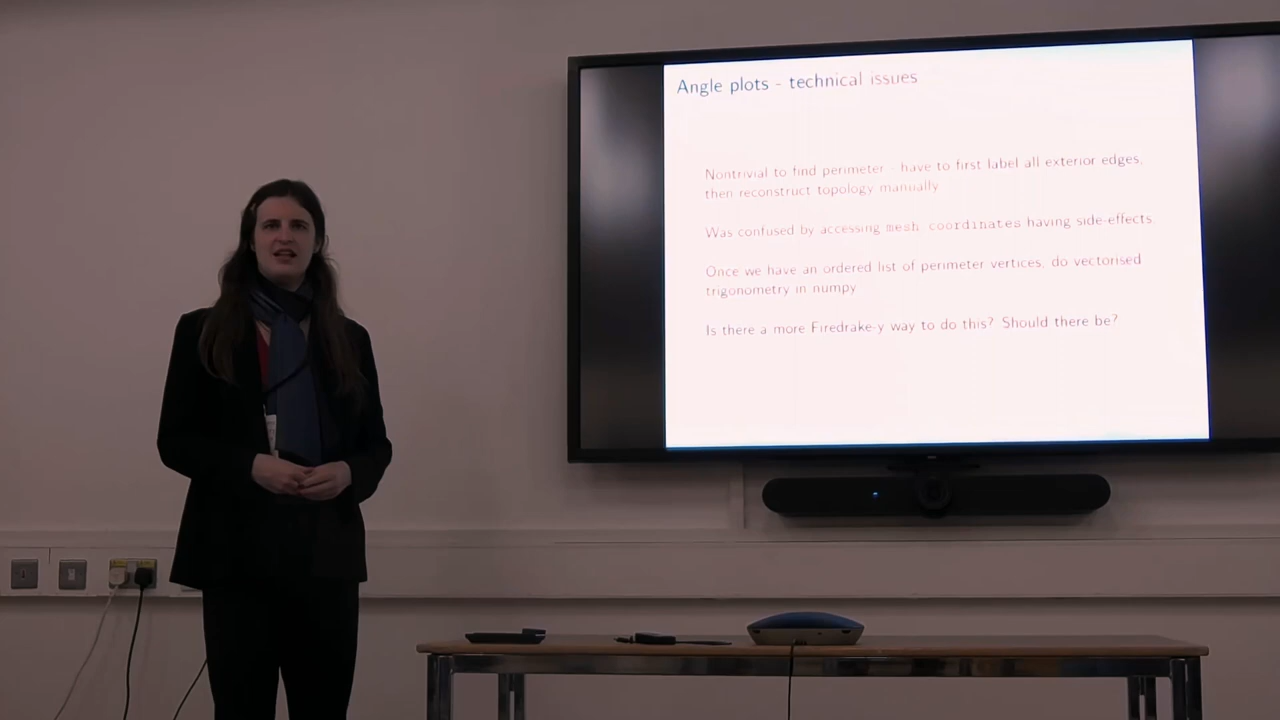 Angle plots - technical issues
Nontrivial to find perimeter - have to first label all exterior edges,
then reconstruct topology manually
Was confused by accessing mesh coordinates having side-effects
Once we have an ordered list of perimeter vertices, do vectorised
trigonometry in numpy
Is there a more Firedrake-y way to do this? Should there be?